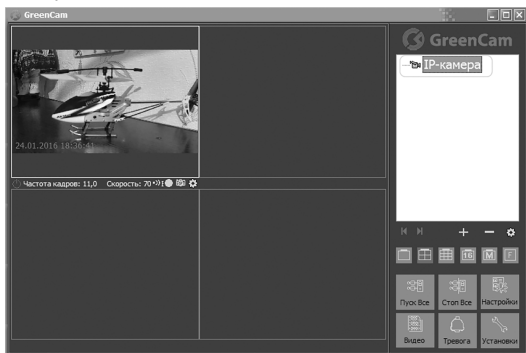 GreenCam
GreenCam
IP-камера
24.01.2016 18:36:41
Частота кадров: 11,0 Скорость: 70
16 M F
Пуск Все Стоп Все Настройки
Видео Тревога Установки